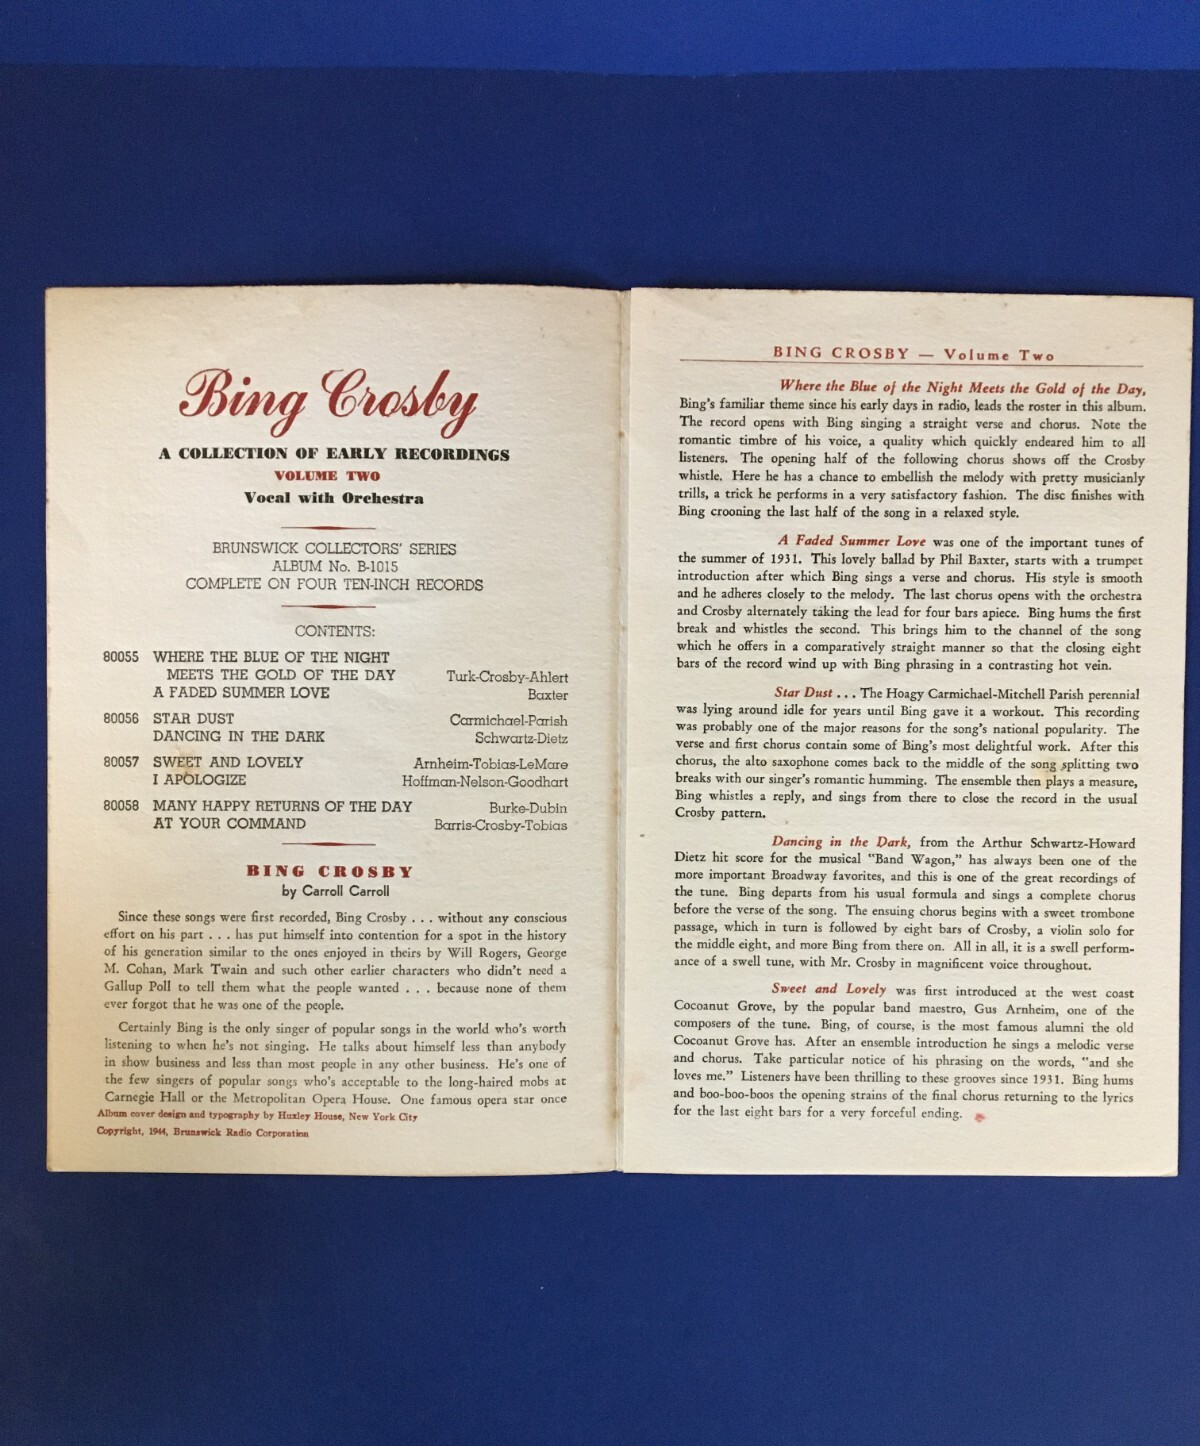 Bing Crosby
A COLLECTION OF EARLY RECORDINGS
VOLUME TWO
Vocal with Orchestra
BRUNSWICK COLLECTORS' SERIES
ALBUM No. B-1015
COMPLETE ON FOUR TEN-INCH RECORDS
CONTENTS:
80055 WHERE THE BLUE OF THE NIGHT
MEETS THE GOLD OF THE DAY Turk-Crosby-Ahlert
A FADED SUMMER LOVE Baxter
80056 STAR DUST Carmichael-Parish
DANCING IN THE DARK Schwartz-Dietz
80057 SWEET AND LOVELY Arnheim-Tobias-LeMare
I APOLOGIZE Hoffman-Nelson-Goodhart
80058 MANY HAPPY RETURNS OF THE DAY Burke-Dubin
AT YOUR COMMAND Barris-Crosby-Tobias
BING CROSBY
by Carroll Carroll
Since these songs were first recorded, Bing Crosby . . . without any conscious
effort on his part . . . has put himself into contention for a spot in the history
of his generation similar to the ones enjoyed in theirs by Will Rogers, George
M. Cohan, Mark Twain and such other earlier characters who didn't need a
Gallup Poll to tell them what the people wanted . . . because none of them
ever forgot that he was one of the people.
Certainly Bing is the only singer of popular songs in the world who's worth
listening to when he's not singing. He talks about himself less than anybody
in show business and less than most people in any other business. He's one of
the few singers of popular songs who's acceptable to the long-haired mobs at
Carnegie Hall or the Metropolitan Opera House. One famous opera star once
Album cover design and typography by Huxley House, New York City
Copyright, 1944, Brunswick Radio Corporation
BING CROSBY — Volume Two
Where the Blue of the Night Meets the Gold of the Day,
Bing's familiar theme since his early days in radio, leads the roster in this album.
The record opens with Bing singing a straight verse and chorus. Note the
romantic timbre of his voice, a quality which quickly endeared him to all
listeners. The opening half of the following chorus shows off the Crosby
whistle. Here he has a chance to embellish the melody with pretty musicianly
trills, a trick he performs in a very satisfactory fashion. The disc finishes with
Bing crooning the last half of the song in a relaxed style.
A Faded Summer Love was one of the important tunes of
the summer of 1931. This lovely ballad by Phil Baxter, starts with a trumpet
introduction after which Bing sings a verse and chorus. His style is smooth
and he adheres closely to the melody. The last chorus opens with the orchestra
and Crosby alternately taking the lead for four bars apiece. Bing hums the first
break and whistles the second. This brings him to the channel of the song
which he offers in a comparatively straight manner so that the closing eight
bars of the record wind up with Bing phrasing in a contrasting hot vein.
Star Dust . . . The Hoagy Carmichael-Mitchell Parish perennial
was lying around idle for years until Bing gave it a workout. This recording
was probably one of the major reasons for the song's national popularity. The
verse and first chorus contain some of Bing's most delightful work. After this
chorus, the alto saxophone comes back to the middle of the song splitting two
breaks with our singer's romantic humming. The ensemble then plays a measure,
Bing whistles a reply, and sings from there to close the record in the usual
Crosby pattern.
Dancing in the Dark, from the Arthur Schwartz-Howard
Dietz hit score for the musical "Band Wagon," has always been one of the
more important Broadway favorites, and this is one of the great recordings of
the tune. Bing departs from his usual formula and sings a complete chorus
before the verse of the song. The ensuing chorus begins with a sweet trombone
passage, which in turn is followed by eight bars of Crosby, a violin solo for
the middle eight, and more Bing from there on. All in all, it is a swell perform-
ance of a swell tune, with Mr. Crosby in magnificent voice throughout.
Sweet and Lovely was first introduced at the west coast
Cocoanut Grove, by the popular band maestro, Gus Arnheim, one of the
composers of the tune. Bing, of course, is the most famous alumni the old
Cocoanut Grove has. After an ensemble introduction he sings a melodic verse
and chorus. Take particular notice of his phrasing on the words, "and she
loves me." Listeners have been thrilling to these grooves since 1931. Bing hums
and boo-boo-boos the opening strains of the final chorus returning to the lyrics
for the last eight bars for a very forceful ending.